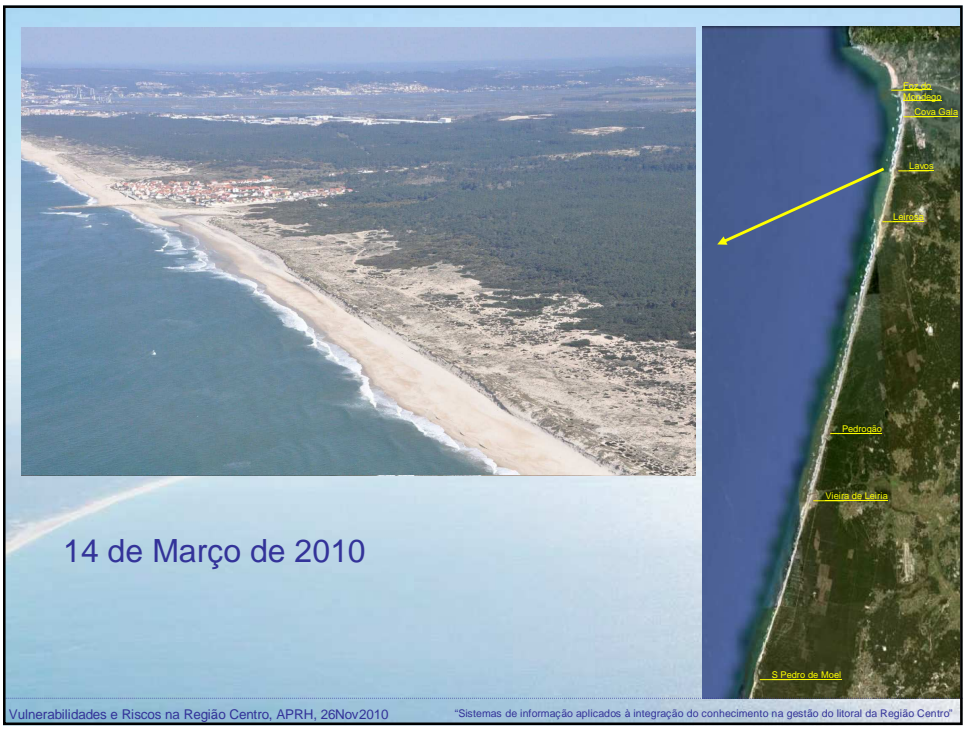 Foz do
Mondego
Cova Gala
Lavos
Leirosa
Pedrogão
Vieira de Leiria
14 de Março de 2010
S Pedro de Moel
Vulnerabilidades e Riscos na Região Centro, APRH, 26Nov2010
"Sistemas de informação aplicados à integração do conhecimento na gestão do litoral da Região Centro"